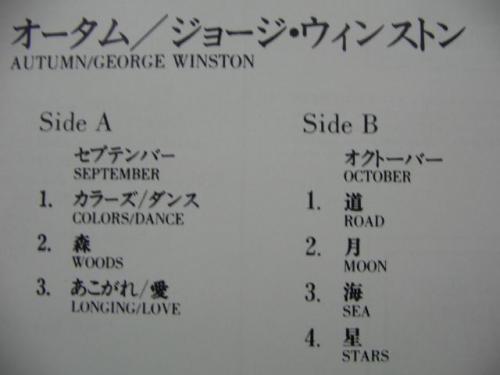 オータム／ジョージ・ウィンストン
AUTUMN/GEORGE WINSTON
Side A
セプテンバー
SEPTEMBER
1. カラーズ/ダンス
COLORS/DANCE
2. 森
WOODS
3. あこがれ/愛
LONGING/LOVE
Side B
オクトーバー
OCTOBER
1. 道
ROAD
2. 月
MOON
3. 海
SEA
4. 星
STARS